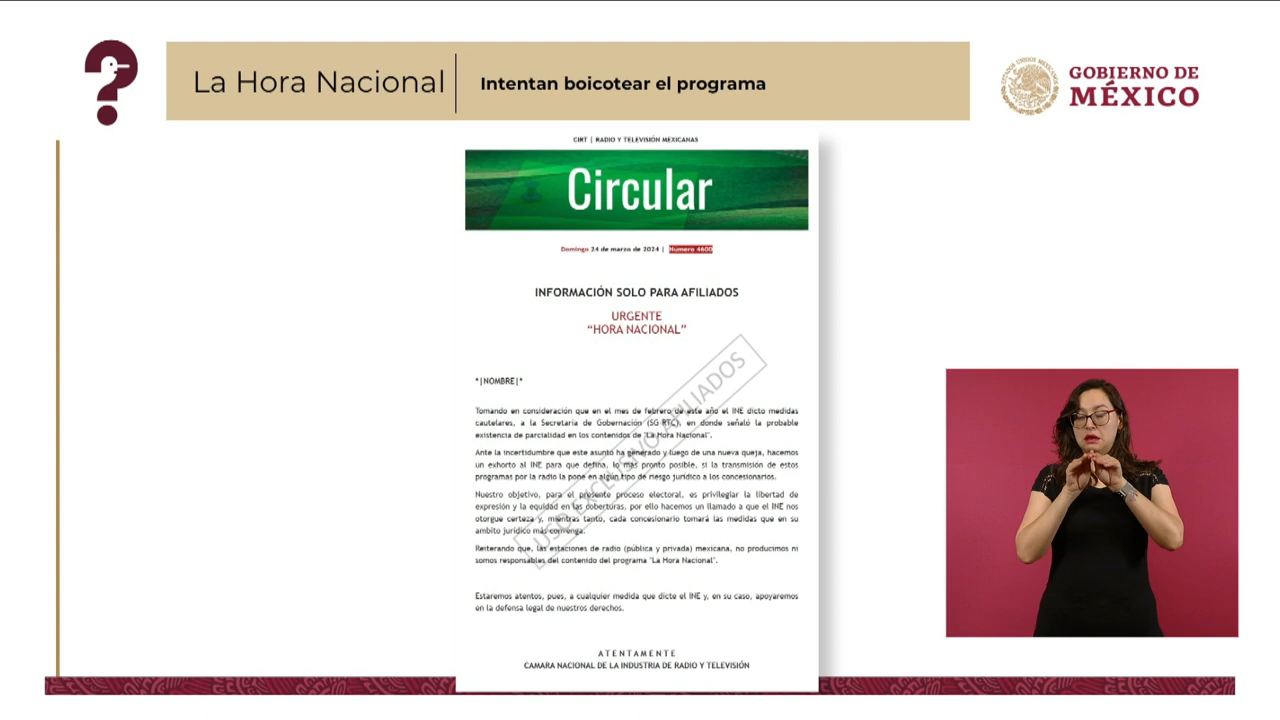 La Hora Nacional
Intentan boicotear el programa
ESTADOS UNIDOS MEXICANOS
GOBIERNO DE
MÉXICO
CIRT | RADIO Y TELEVISIÓN MEXICANAS
Circular
Domingo 24 de marzo de 2024 | Numero 4600
INFORMACIÓN SOLO PARA AFILIADOS
URGENTE
“HORA NACIONAL”
*|NOMBRE|*
Tomando en consideración que en el mes de febrero de este año el INE dicto medidas
cautelares, a la Secretaría de Gobernación (SG RTC), en donde señaló la probable
existencia de parcialidad en los contenidos de "La Hora Nacional".
Ante la incertidumbre que este asunto ha generado y luego de una nueva queja, hacemos
un exhorto al INE para que defina, lo más pronto posible, si la transmisión de estos
programas por la radio la pone en algún tipo de riesgo jurídico a los concesionarios.
Nuestro objetivo, para el presente proceso electoral, es privilegiar la libertad de
expresión y la equidad en las coberturas, por ello hacemos un llamado a que el INE nos
otorgue certeza y, mientras tanto, cada concesionario tomará las medidas que en su
ambito jurídico más convenga.
Reiterando que, las estaciones de radio (pública y privada) mexicana, no producimos ni
somos responsables del contenido del programa "La Hora Nacional".
Estaremos atentos, pues, a cualquier medida que dicte el INE y, en su caso, apoyaremos
en la defensa legal de nuestros derechos.
ATENTAMENTE
CAMARA NACIONAL DE LA INDUSTRIA DE RADIO Y TELEVISIÓN
USO EXCLUSIVO AFILIADOS